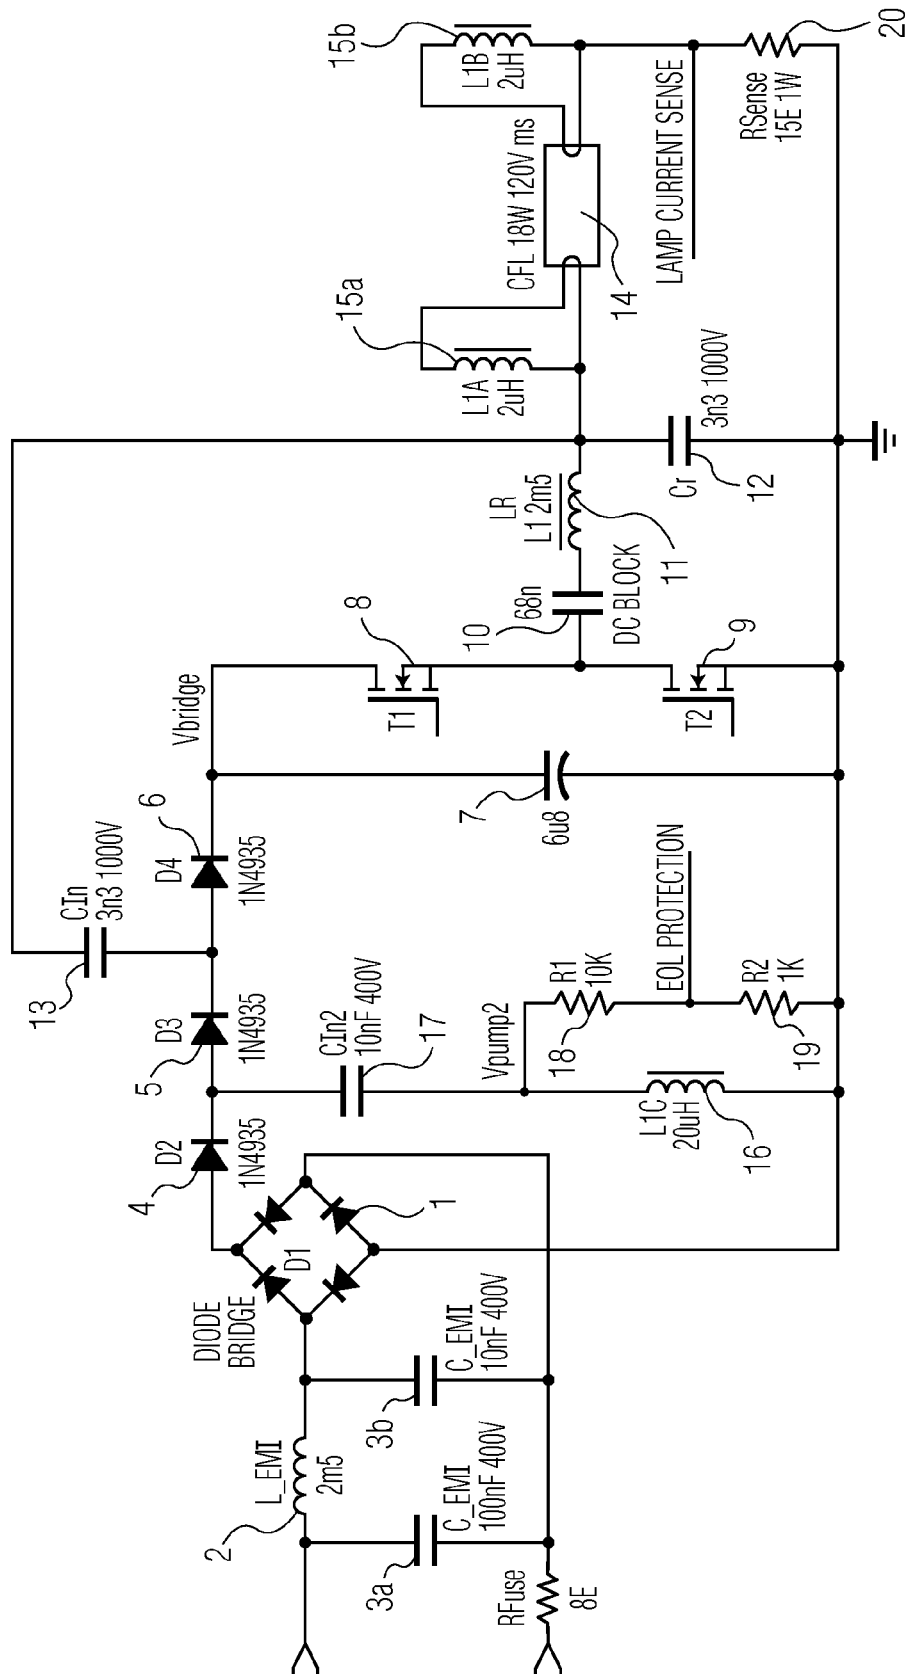 2
L_EMI
2m5
3a
C_EMI
100nF 400V
RFuse
8E
3b
C_EMI
10nF 400V
DIODE
BRIDGE
D1
1
4
D2
1N4935
5
D3
1N4935
13
CIn
3n3 1000V
D4
6
1N4935
CIn2
10nF 400V
17
Vpump2
L1C
20uH
16
R1
10K
18
EOL PROTECTION
R2
1K
19
Vbridge
7
6u8
T1
8
T2
9
10
68n
DC BLOCK
LR
L1 2m5
11
Cr
12
3n3 1000V
L1A
2uH
15a
CFL 18W 120V ms
14
15b
L1B
2uH
LAMP CURRENT SENSE
RSense
15E 1W
20